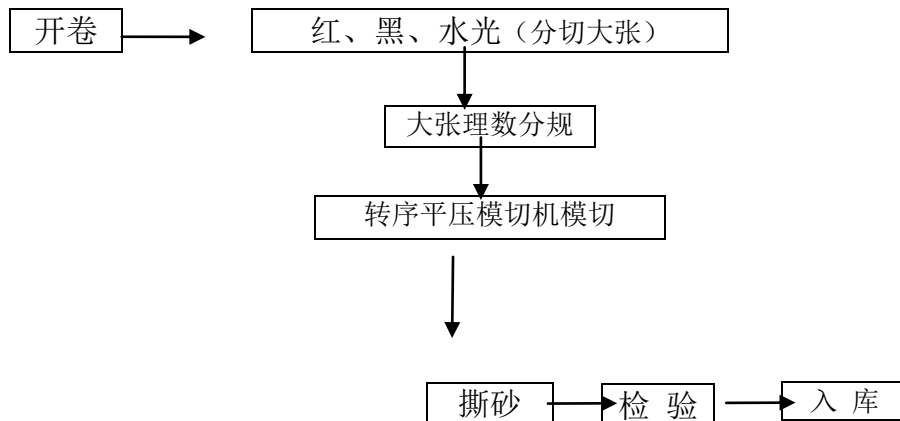 开卷
红、黑、水光（分切大张）
大张理数分规
转序平压模切机模切
撕砂
检 验
入 库